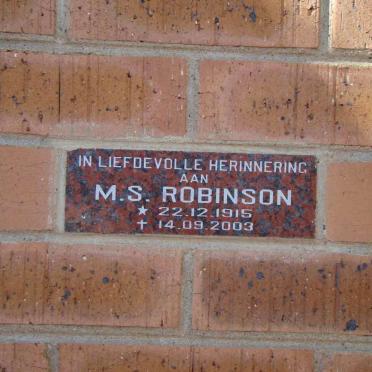 IN LIEFDEVOLLE HERINNERING
AAN
M.S. ROBINSON
★ 22.12.1915
✝ 14.09.2003